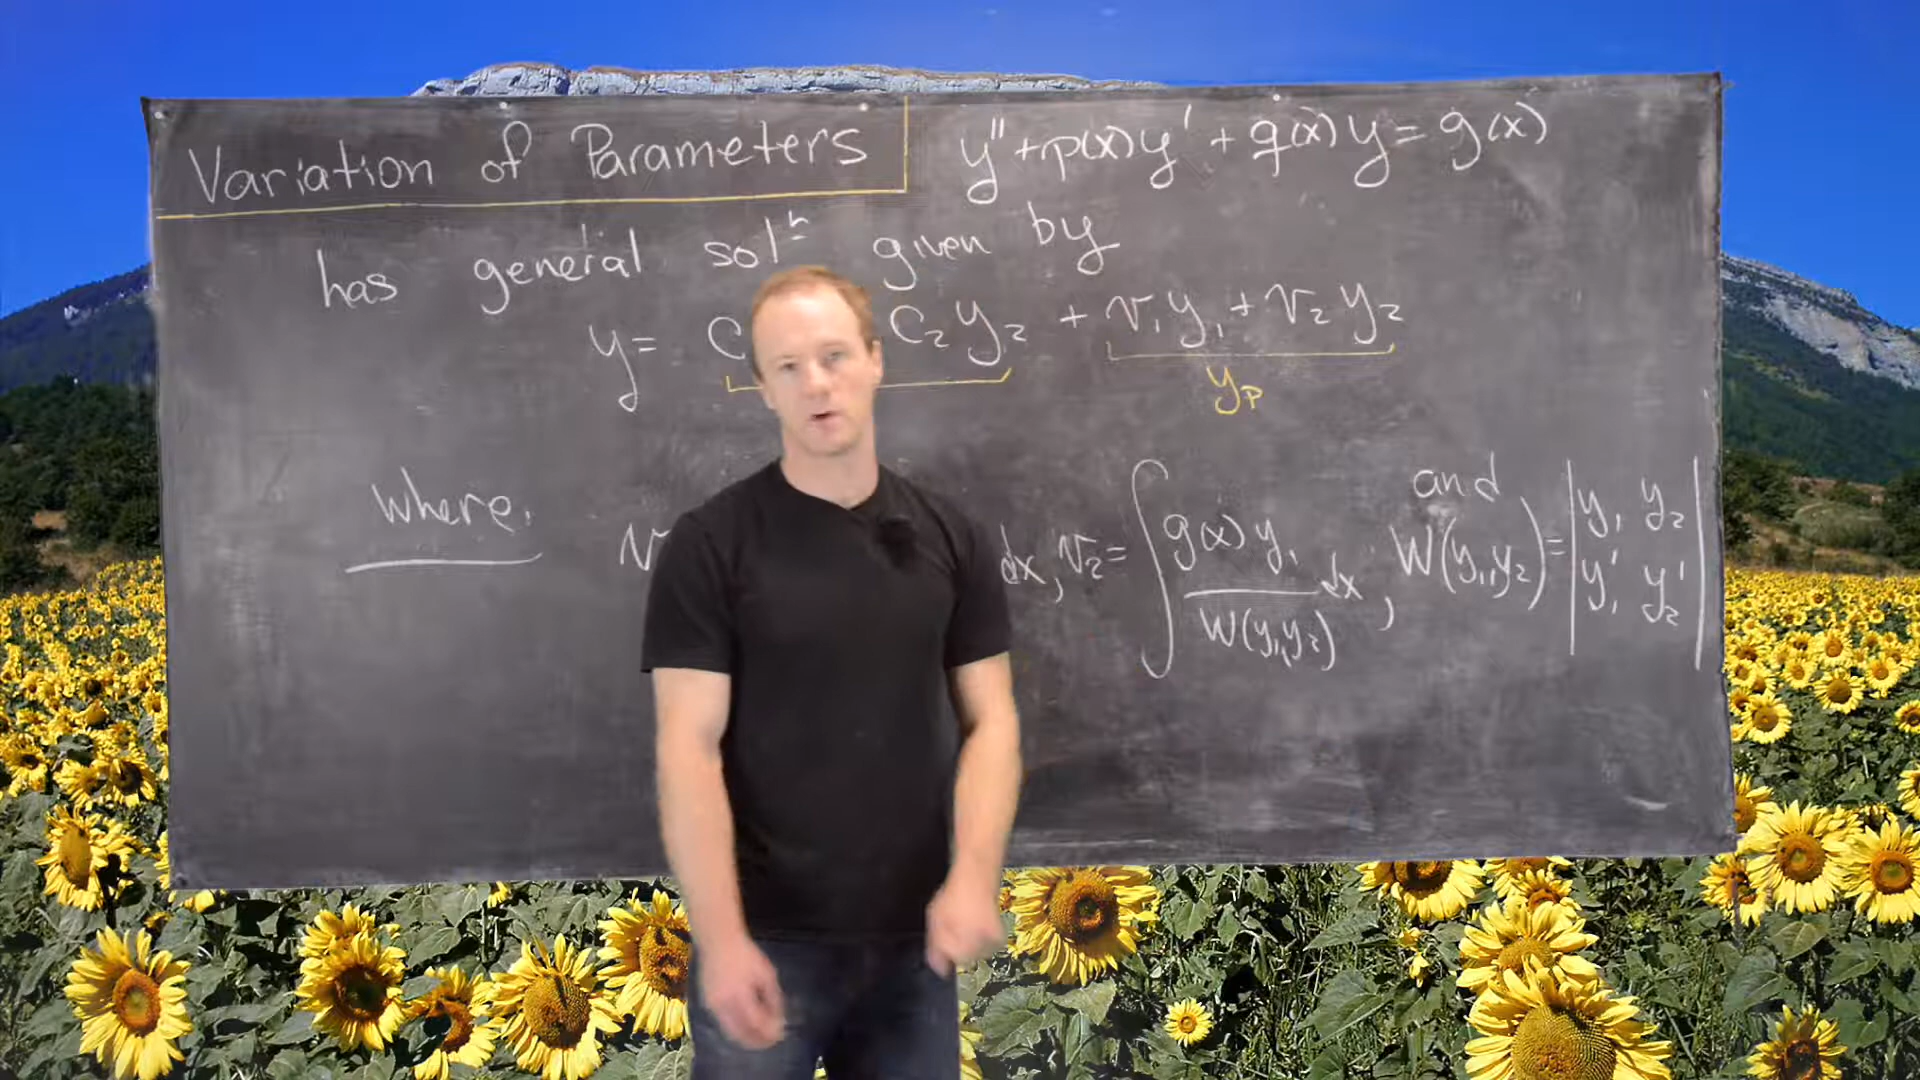 Variation of Parameters
y'' + p(x)y' + q(x)y = g(x)
has general solⁿ given by
y = C C₂y₂ + v₁y₁ + v₂y₂
yₚ
where, v dx, v₂ = ∫ g(x)y₁ / W(y₁,y₂) dx, and W(y₁,y₂) = |y₁ y₂
y₁' y₂'|